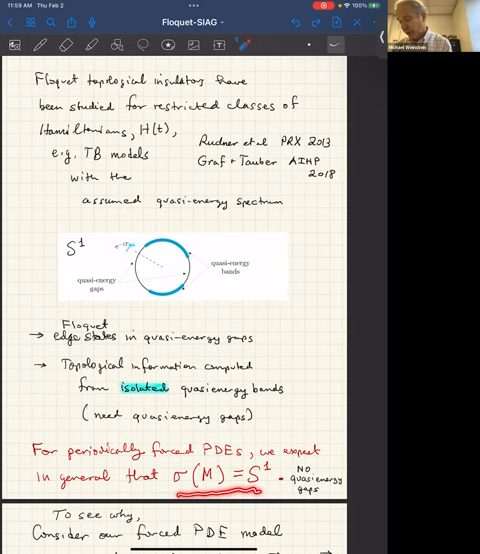 11:59 AM Thu Feb 2
100%
Floquet-SIAG
Michael Weinstein
Floquet topological insulators have
been studied for restricted classes of
Hamiltonians, H(t),
Rudner et al PRX 2013
e.g. TB models
Graf + Tauber AIHP
2018
with the
assumed quasi-energy spectrum
S¹
quasi-energy
gaps
quasi-energy
bands
Floquet
→ edge states in quasi-energy gaps
→ Topological information computed
from isolated quasienergy bands
(need quasienergy gaps)
For periodically forced PDEs, we expect
in general that σ(M) = S¹.
No
quasienergy
gaps
To see why,
Consider our forced PDE model